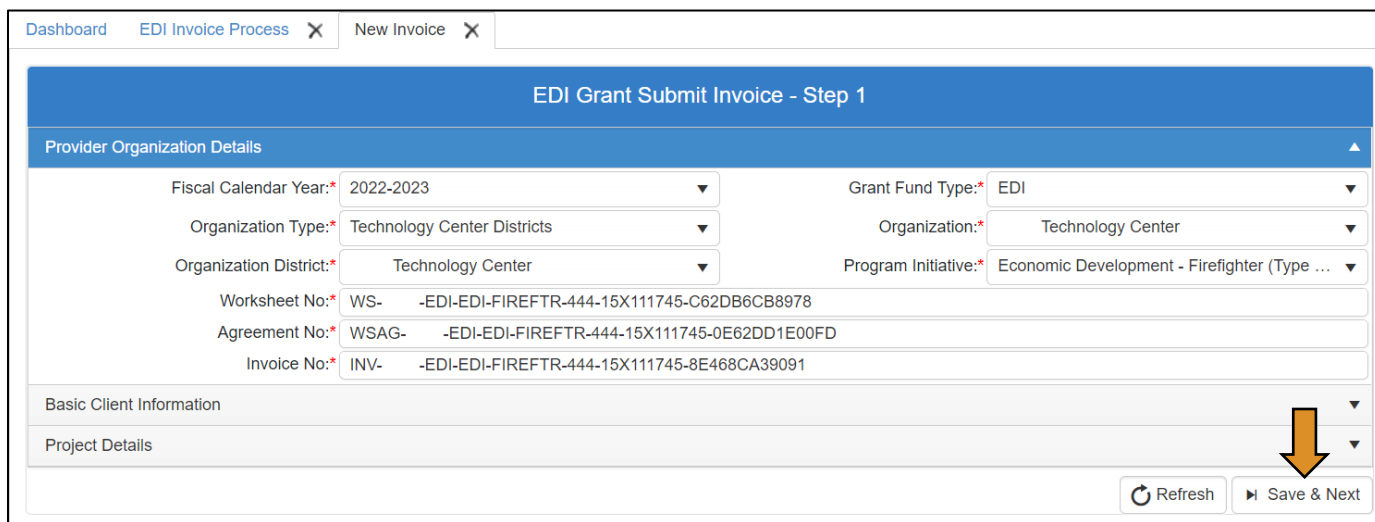 Dashboard EDI Invoice Process New Invoice
EDI Grant Submit Invoice - Step 1
Provider Organization Details
Fiscal Calendar Year:* 2022-2023 Grant Fund Type:* EDI
Organization Type:* Technology Center Districts Organization:* Technology Center
Organization District:* Technology Center Program Initiative:* Economic Development - Firefighter (Type ...
Worksheet No:* WS- -EDI-EDI-FIREFTR-444-15X111745-C62DB6CB8978
Agreement No:* WSAG- -EDI-EDI-FIREFTR-444-15X111745-0E62DD1E00FD
Invoice No:* INV- -EDI-EDI-FIREFTR-444-15X111745-8E468CA39091
Basic Client Information
Project Details
Refresh Save & Next